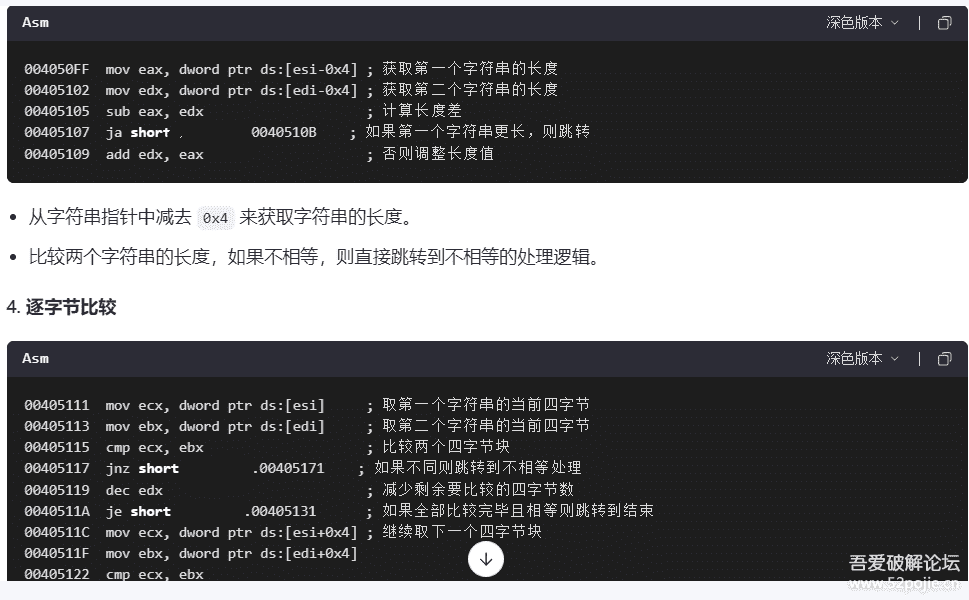 Asm 深色版本
004050FF mov eax, dword ptr ds:[esi-0x4] ; 获取第一个字符串的长度
00405102 mov edx, dword ptr ds:[edi-0x4] ; 获取第二个字符串的长度
00405105 sub eax, edx ; 计算长度差
00405107 ja short . 0040510B ; 如果第一个字符串更长，则跳转
00405109 add edx, eax ; 否则调整长度值
• 从字符串指针中减去 0x4 来获取字符串的长度。
• 比较两个字符串的长度，如果不相等，则直接跳转到不相等的处理逻辑。
4. 逐字节比较
Asm 深色版本
00405111 mov ecx, dword ptr ds:[esi] ; 取第一个字符串的当前四字节
00405113 mov ebx, dword ptr ds:[edi] ; 取第二个字符串的当前四字节
00405115 cmp ecx, ebx ; 比较两个四字节块
00405117 jnz short .00405171 ; 如果不同则跳转到不相等处理
00405119 dec edx ; 减少剩余要比较的四字节数
0040511A je short .00405131 ; 如果全部比较完毕且相等则跳转到结束
0040511C mov ecx, dword ptr ds:[esi+0x4] ; 继续取下一个四字节块
0040511F mov ebx, dword ptr ds:[edi+0x4]
00405122 cmp ecx, ebx
吾爱破解论坛
www.52pojie.cn